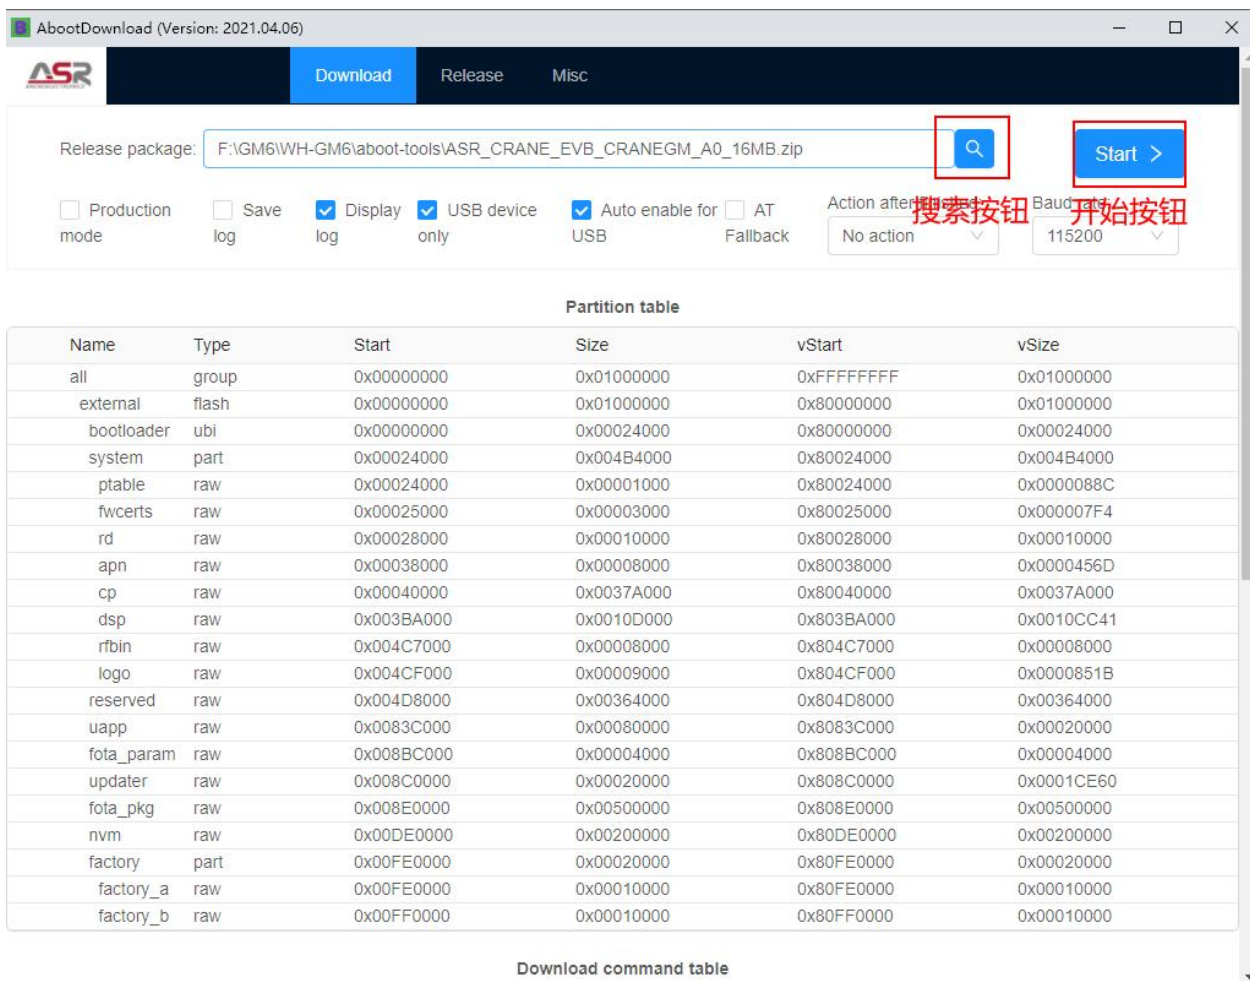 AbootDownload (Version: 2021.04.06)
ASR
Download Release Misc
Release package: F:\GM6\WH-GM6\aboot-tools\ASR_CRANE_EVB_CRANEGM_A0_16MB.zip Start >
搜索按钮 开始按钮
Production mode Save log Display log USB device only Auto enable for USB AT Fallback Action after No action Baud 115200
Partition table
Name Type Start Size vStart vSize
all group 0x00000000 0x01000000 0xFFFFFFFF 0x01000000
external flash 0x00000000 0x01000000 0x80000000 0x01000000
bootloader ubi 0x00000000 0x00024000 0x80000000 0x00024000
system part 0x00024000 0x004B4000 0x80024000 0x004B4000
ptable raw 0x00024000 0x00001000 0x80024000 0x0000088C
fwcerts raw 0x00025000 0x00003000 0x80025000 0x000007F4
rd raw 0x00028000 0x00010000 0x80028000 0x00010000
apn raw 0x00038000 0x00008000 0x80038000 0x0000456D
cp raw 0x00040000 0x0037A000 0x80040000 0x0037A000
dsp raw 0x003BA000 0x0010D000 0x803BA000 0x0010CC41
rfbin raw 0x004C7000 0x00008000 0x804C7000 0x00008000
logo raw 0x004CF000 0x00009000 0x804CF000 0x0000851B
reserved raw 0x004D8000 0x00364000 0x804D8000 0x00364000
uapp raw 0x0083C000 0x00080000 0x8083C000 0x00020000
fota_param raw 0x008BC000 0x00004000 0x808BC000 0x00004000
updater raw 0x008C0000 0x00020000 0x808C0000 0x0001CE60
fota_pkg raw 0x008E0000 0x00500000 0x808E0000 0x00500000
nvm raw 0x00DE0000 0x00200000 0x80DE0000 0x00200000
factory part 0x00FE0000 0x00020000 0x80FE0000 0x00020000
factory_a raw 0x00FE0000 0x00010000 0x80FE0000 0x00010000
factory_b raw 0x00FF0000 0x00010000 0x80FF0000 0x00010000
Download command table